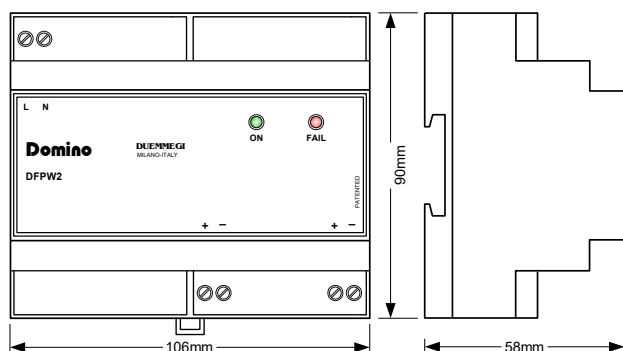 L N
Domino
DUEMMEGI
MILANO-ITALY
ON
FAIL
DFPW2
PATENTED
+ –
+ –
90mm
106mm
58mm